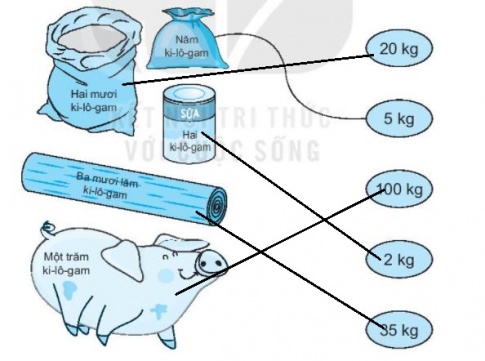 Năm
ki-lô-gam
20 kg
Hai mươi
ki-lô-gam
5 kg
SỮA
Hai
ki-lô-gam
KẾT NỐI TRI THỨC
VỚI CUỘC SỐNG
Ba mươi lăm
ki-lô-gam
100 kg
Một trăm
ki-lô-gam
2 kg
35 kg